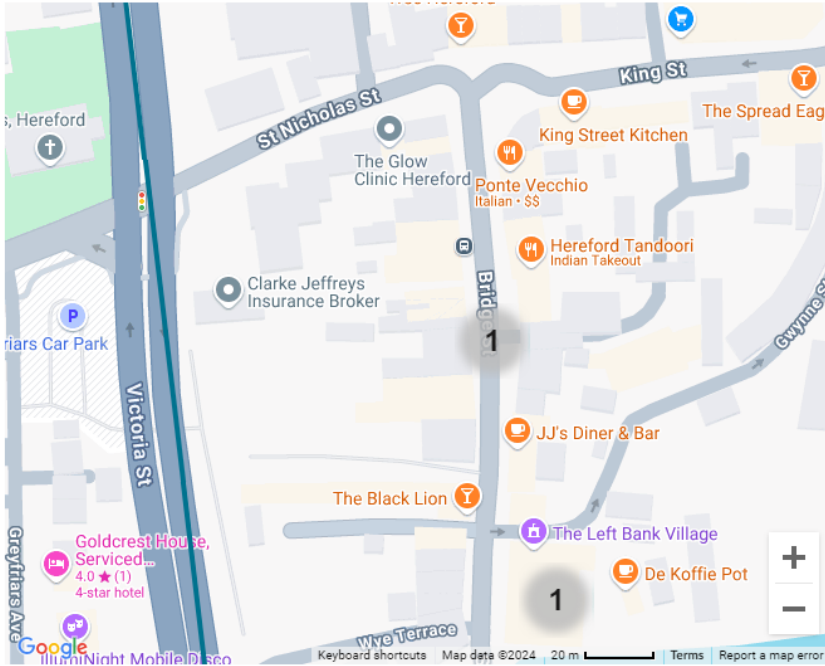 Hereford
King St
s, Hereford
St Nicholas St
The Spread Eag
King Street Kitchen
The Glow
Clinic Hereford
Ponte Vecchio
Italian • $$
Hereford Tandoori
Indian Takeout
Clarke Jeffreys
Insurance Broker
Bridge St
P
riars Car Park
1
Gwynne S
Victoria St
JJ's Diner & Bar
The Black Lion
The Left Bank Village
Goldcrest House,
Serviced...
4.0 ★ (1)
4-star hotel
De Koffie Pot
+
1
−
Greyfriars Ave
Wye Terrace
IllumiNight Mobile Disco
Google
Keyboard shortcuts Map data ©2024 20 m Terms Report a map error